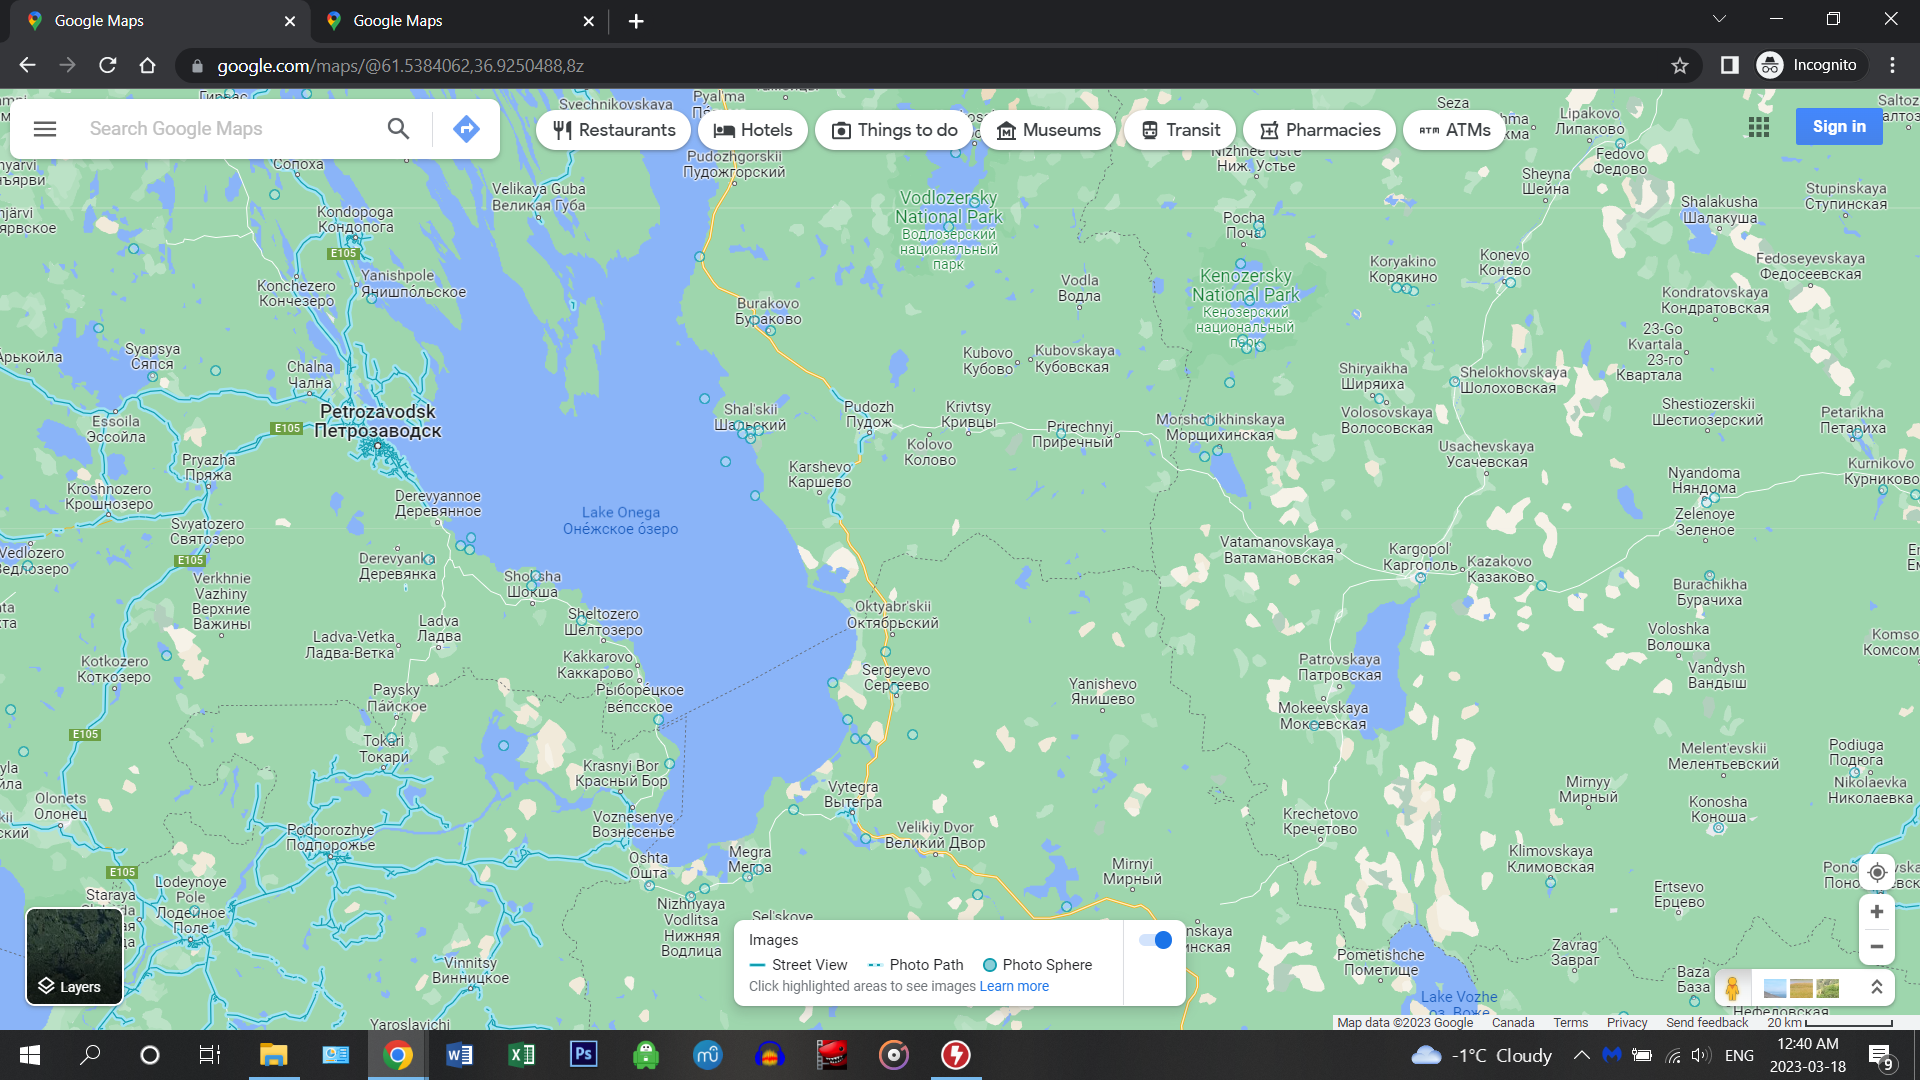 Google Maps
Google Maps
google.com/maps/@61.5384062,36.9250488,8z
Incognito
Search Google Maps
Restaurants
Hotels
Things to do
Museums
Transit
Pharmacies
ATMs
Sign in
Svechnikovskaya
Pyal'ma
Seza
Lipakovo
Липаково
Fedovo
Федово
Сопоха
Pudozhgorskii
Пудожгорский
Ниж. Устье
Sheyna
Шейна
Stupinskaya
Ступинская
Velikaya Guba
Великая Губа
Vodlozersky
National Park
Водлозерский
национальный
парк
Shalakusha
Шалакуша
Kondopoga
Кондопога
Pocha
Поча
E105
Konevo
Конево
Koryakino
Корякино
Fedoseyevskaya
Федосеевская
Yanishpole
Янишпо́льское
Konchezero
Кончезеро
Kenozersky
National Park
Кенозерский
национальный
парк
Vodla
Водла
Kondratovskaya
Кондратовская
Burakovo
Бураково
23-Go
Kvartala
23-го
Квартала
Syapsya
Сяпся
Kubovo
Кубово
Kubovskaya
Кубовская
Chalna
Чална
Shiryaikha
Ширяиха
Shelokhovskaya
Шолоховская
Petrozavodsk
Петрозаводск
Shal'skii
Шальский
Pudozh
Пудож
Krivtsy
Кривцы
Shestiozerskii
Шестиозерский
Volosovskaya
Волосовская
Petarikha
Петариха
Essoila
Эссойла
E105
Morshchikhinskaya
Морщихинская
Prirechnyi
Приречный
Kolovo
Колово
Usachevskaya
Усачевская
Pryazha
Пряжа
Karshevo
Каршево
Nyandoma
Няндома
Kurnikovo
Курниково
Kroshnozero
Крошнозеро
Derevyannoe
Деревянное
Lake Onega
Оне́жское о́зеро
Zelenoye
Зеленое
Svyatozero
Святозеро
Vatamanovskaya
Ватамановская
Kargopol'
Каргополь
Kazakovo
Казаково
Vedlozero
E105
Derevyanka
Деревянка
Shoksha
Шокша
Verkhnie
Vazhiny
Верхние
Важины
Burachikha
Бурачиха
Oktyabr'skii
Октябрьский
Sheltozero
Шелтозеро
Ladva
Ладва
Ladva-Vetka
Ладва-Ветка
Voloshka
Волошка
Kotkozero
Коткозеро
Kakkarovo
Каккарово
Patrovskaya
Патровская
Vandysh
Вандыш
Sergeyevo
Сергеево
Yanishevo
Янишево
Paysky
Пайское
Рыборе́цкое
ве́псское
Mokeevskaya
Мокеевская
E105
Tokari
Токари
Melent'evskii
Мелентьевский
Podiuga
Подюга
Krasnyi Bor
Красный Бор
Vytegra
Вытегра
Mirnyy
Мирный
Nikolaevka
Николаевка
Olonets
Олонец
Konosha
Коноша
Krechetovo
Кречетово
Voznesenye
Вознесенье
Podporozhye
Подпорожье
Velikiy Dvor
Великий Двор
Oshta
Ошта
Megra
Мегра
Klimovskaya
Климовская
Mirnyi
Мирный
E105
Lodeynoye
Pole
Лодейное
Поле
Staraya
Ertsevo
Ерцево
Nizhnyaya
Vodlitsa
Нижняя
Водлица
Sel'skoye
Zavrag
Завраг
Pometishche
Пометище
Vinnitsy
Винницкое
Baza
База
Lake Vozhe
оз. Воже
Нефедовская
Yaroslavichi
Layers
Images
Street View
Photo Path
Photo Sphere
Click highlighted areas to see images Learn more
Map data ©2023 Google Canada Terms Privacy Send feedback 20 km
-1°C Cloudy
ENG
12:40 AM
2023-03-18
9